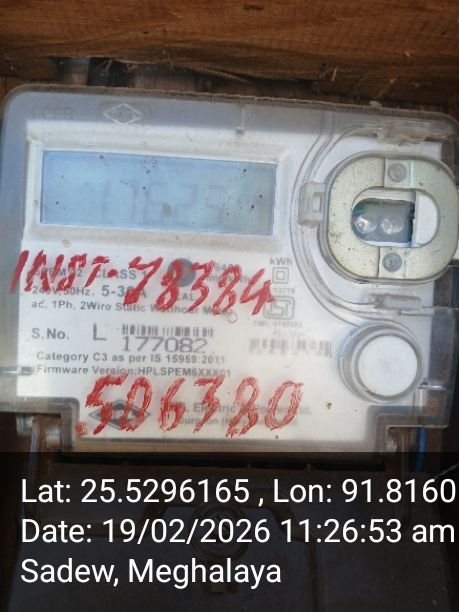 kWh
INST-78384
CLASS 1
240V, 50Hz. 5-30A
ac. 1Ph, 2Wire Static
S.No. L 177082
Category C3 as per IS 15959:2011
Firmware Version:HPLSPEM6XXX01
506380
Lat: 25.5296165 , Lon: 91.8160
Date: 19/02/2026 11:26:53 am
Sadew, Meghalaya